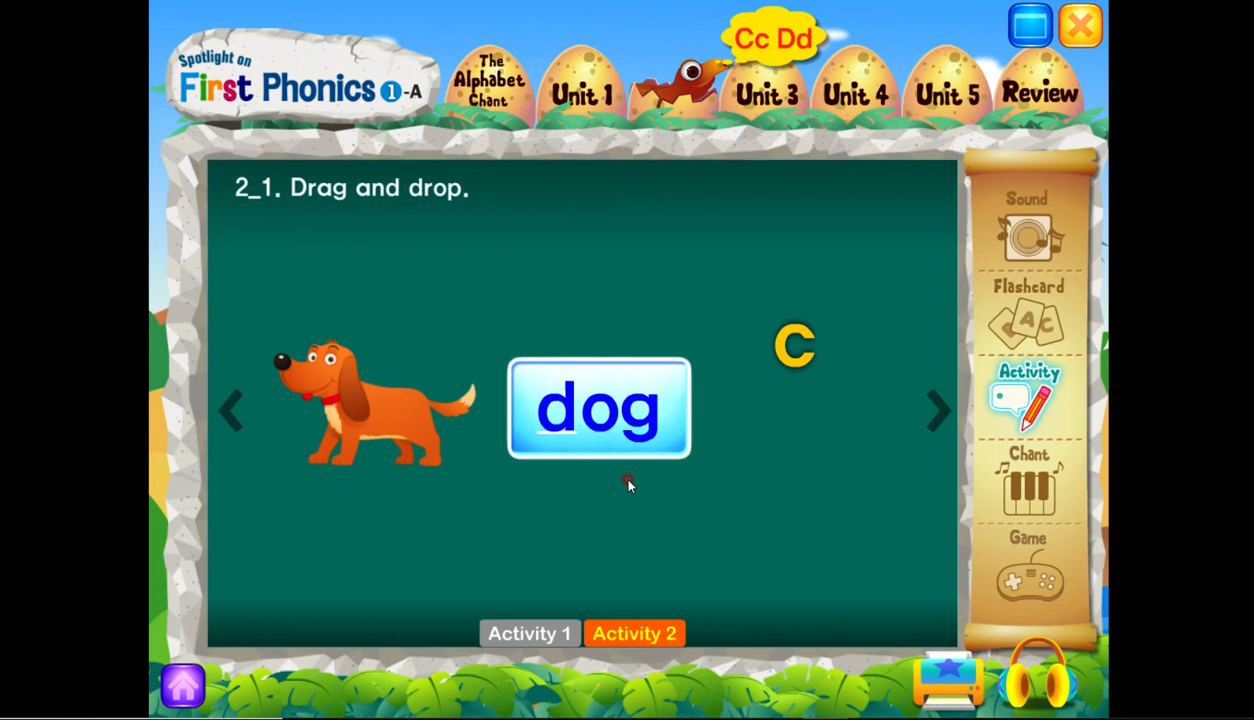 Spotlight on
First Phonics 1-A
The Alphabet Chant
Unit 1
Cc Dd
Unit 3
Unit 4
Unit 5
Review
2_1. Drag and drop.
c
dog
Sound
Flashcard
A C
Activity
Chant
Game
Activity 1
Activity 2